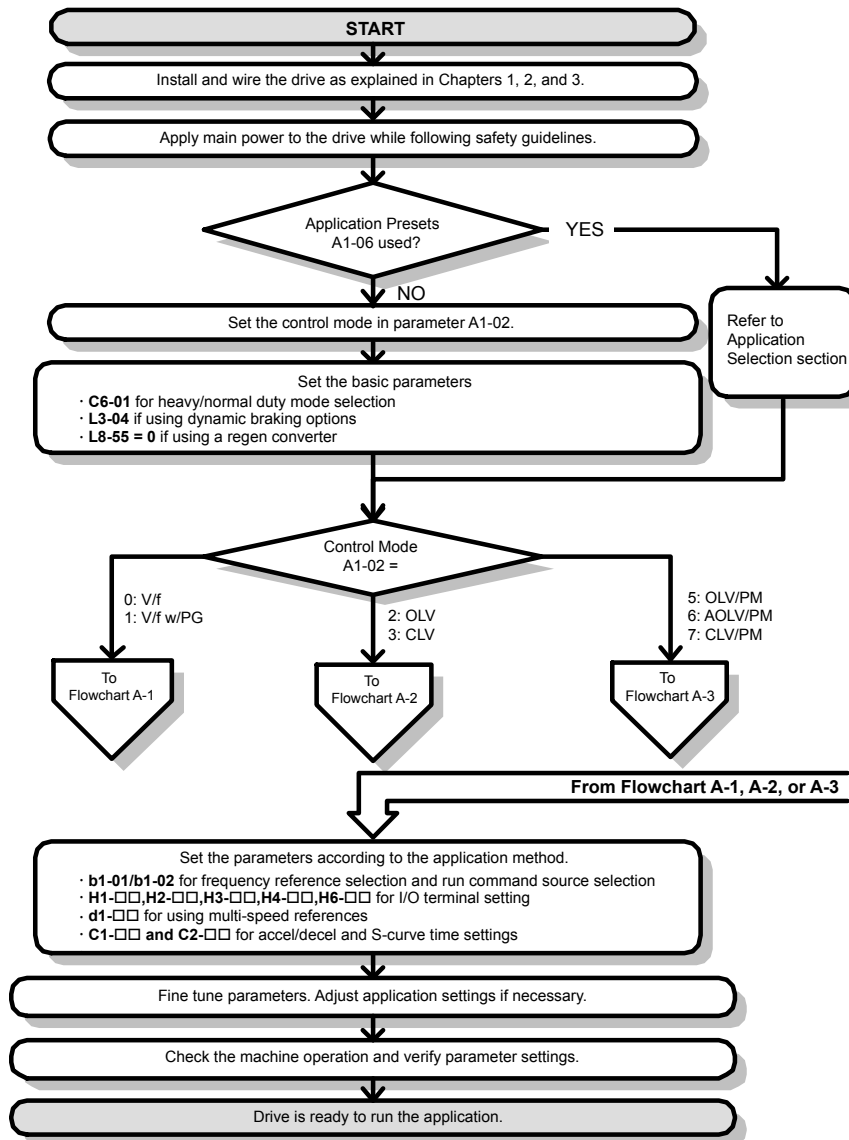 START
Install and wire the drive as explained in Chapters 1, 2, and 3.
Apply main power to the drive while following safety guidelines.
Application Presets
A1-06 used?
YES
NO
Set the control mode in parameter A1-02.
Refer to
Application
Selection section
Set the basic parameters
· C6-01 for heavy/normal duty mode selection
· L3-04 if using dynamic braking options
· L8-55 = 0 if using a regen converter
Control Mode
A1-02 =
0: V/f
1: V/f w/PG
2: OLV
3: CLV
5: OLV/PM
6: AOLV/PM
7: CLV/PM
To
Flowchart A-1
To
Flowchart A-2
To
Flowchart A-3
From Flowchart A-1, A-2, or A-3
Set the parameters according to the application method.
· b1-01/b1-02 for frequency reference selection and run command source selection
· H1-□□,H2-□□,H3-□□,H4-□□,H6-□□ for I/O terminal setting
· d1-□□ for using multi-speed references
· C1-□□ and C2-□□ for accel/decel and S-curve time settings
Fine tune parameters. Adjust application settings if necessary.
Check the machine operation and verify parameter settings.
Drive is ready to run the application.